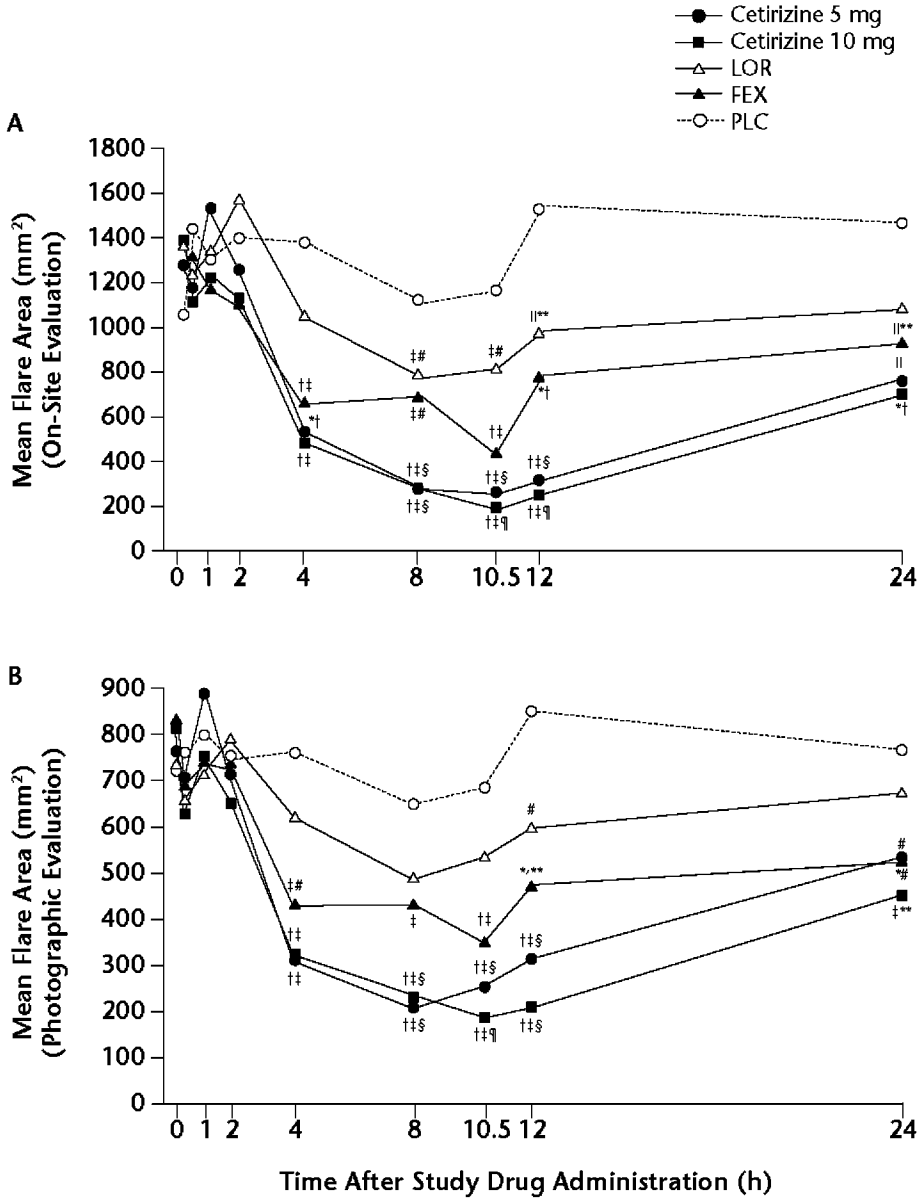 Cetirizine 5 mg
Cetirizine 10 mg
LOR
FEX
PLC
A
Mean Flare Area (mm²)
(On-Site Evaluation)
1800
1600
1400
1200
1000
800
600
400
200
0
||**
‡# ‡# ||**
||
†‡ *†
*† ‡# †‡
†‡ *†
†‡§ †‡§ †‡§
†‡§ †‡¶ †‡¶
0 1 2 4 8 10.5 12 24
B
Mean Flare Area (mm²)
(Photographic Evaluation)
900
800
700
600
500
400
300
200
100
0
#
#
‡# *,** *#
†‡ ‡ †‡ ‡**
†‡§ †‡§ †‡§
†‡
†‡§ †‡¶ †‡§
0 1 2 4 8 10.5 12 24
Time After Study Drug Administration (h)